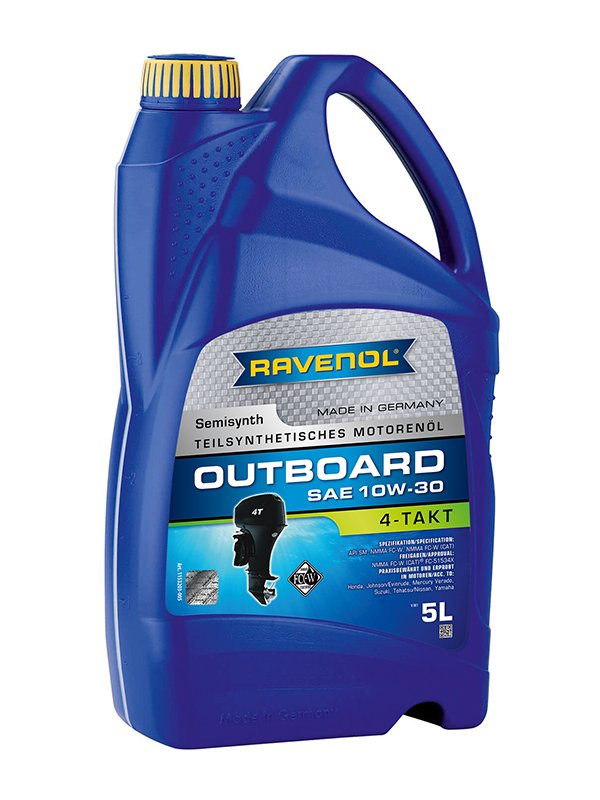 RAVENOL®
MADE IN GERMANY
Semisynth
TEILSYNTHETISCHES MOTORENÖL
OUTBOARD
SAE 10W-30
4-TAKT
4T
SPEZIFIKATION/SPECIFICATION:
API SM, NMMA FC-W, NMMA FC-W (CAT)
FREIGABEN/APPROVAL:
NMMA FC-W (CAT)® FC-51534X
PRAXISBEWÄHRT UND ERPROBT
IN MOTOREN/ACC. TO:
Honda, Johnson/Evinrude, Mercury Verado,
Suzuki, Tohatsu/Nissan, Yamaha
FC-W
5L
Made in Germany